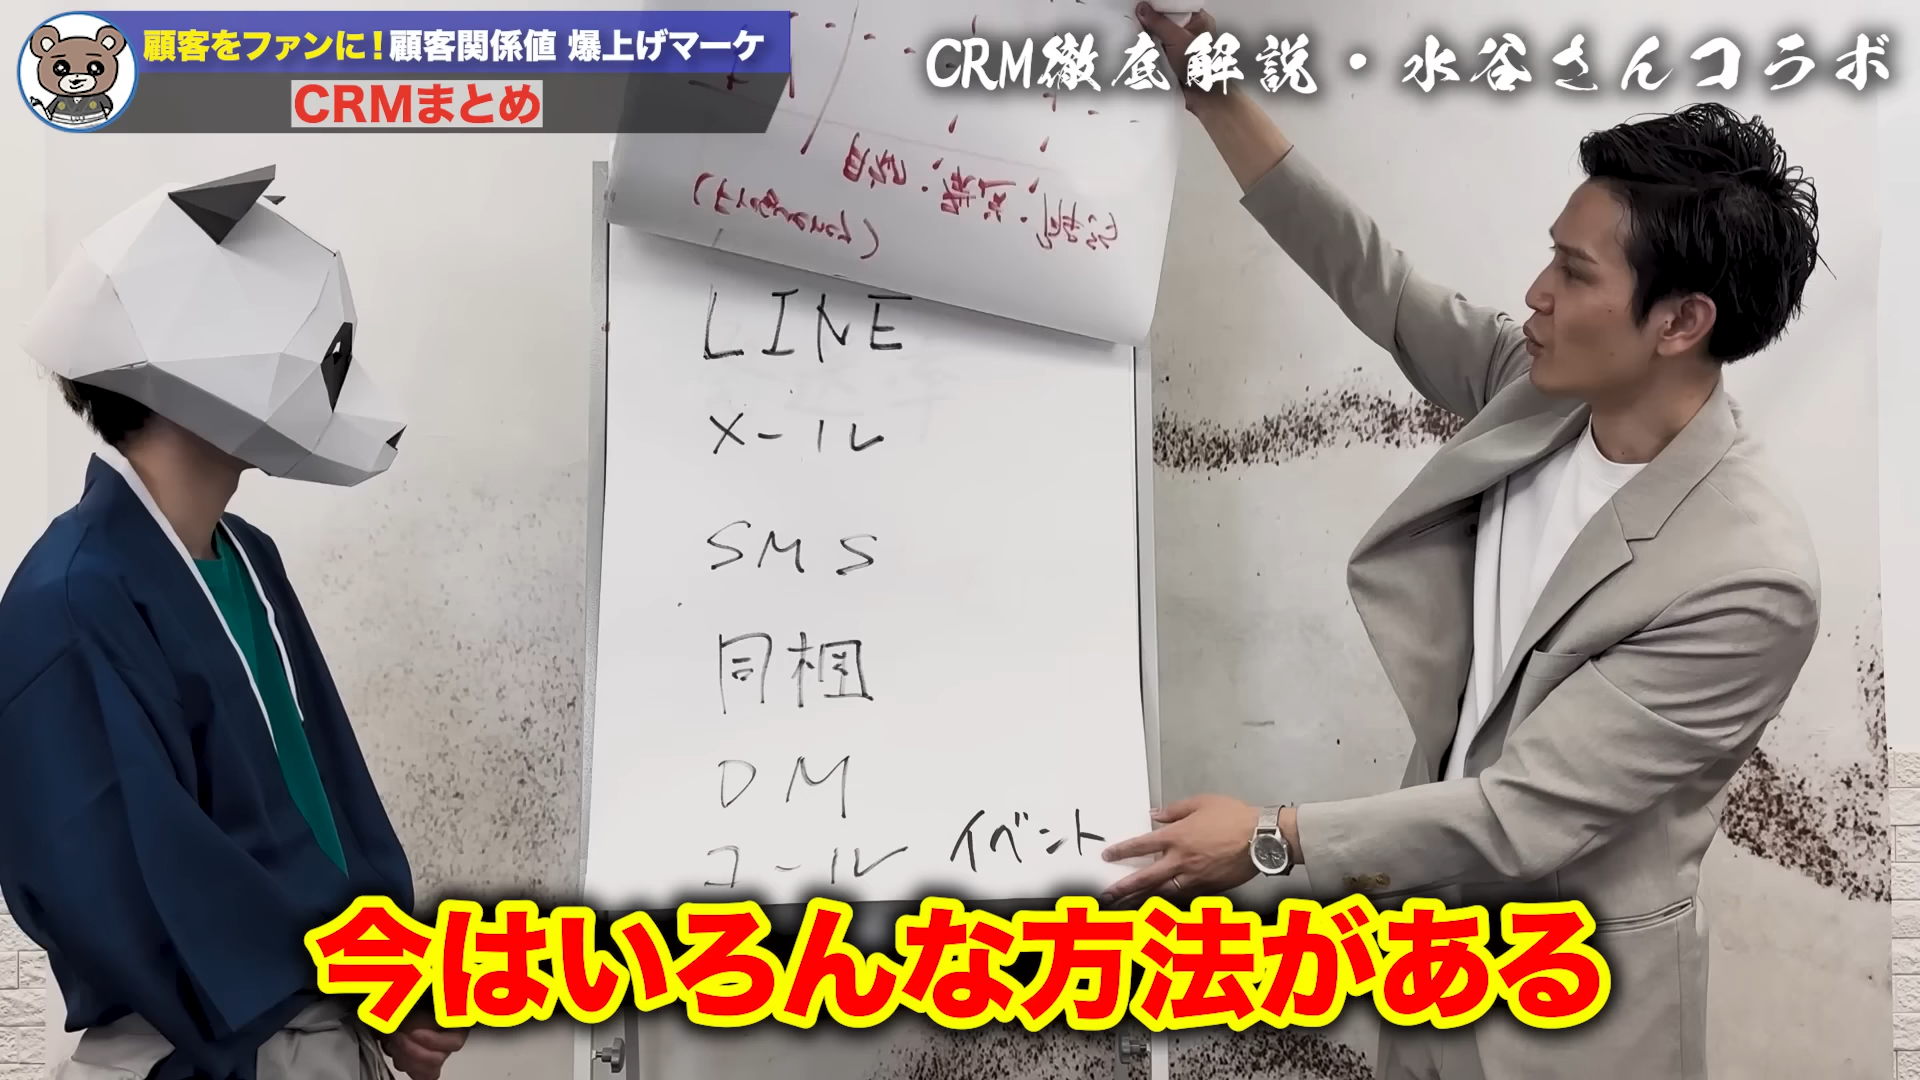 顧客をファンに！顧客関係値 爆上げマーケ
CRMまとめ
CRM徹底解説・水谷さんコラボ
LINE
メール
SMS
同梱
DM
コール イベント
今はいろんな方法がある